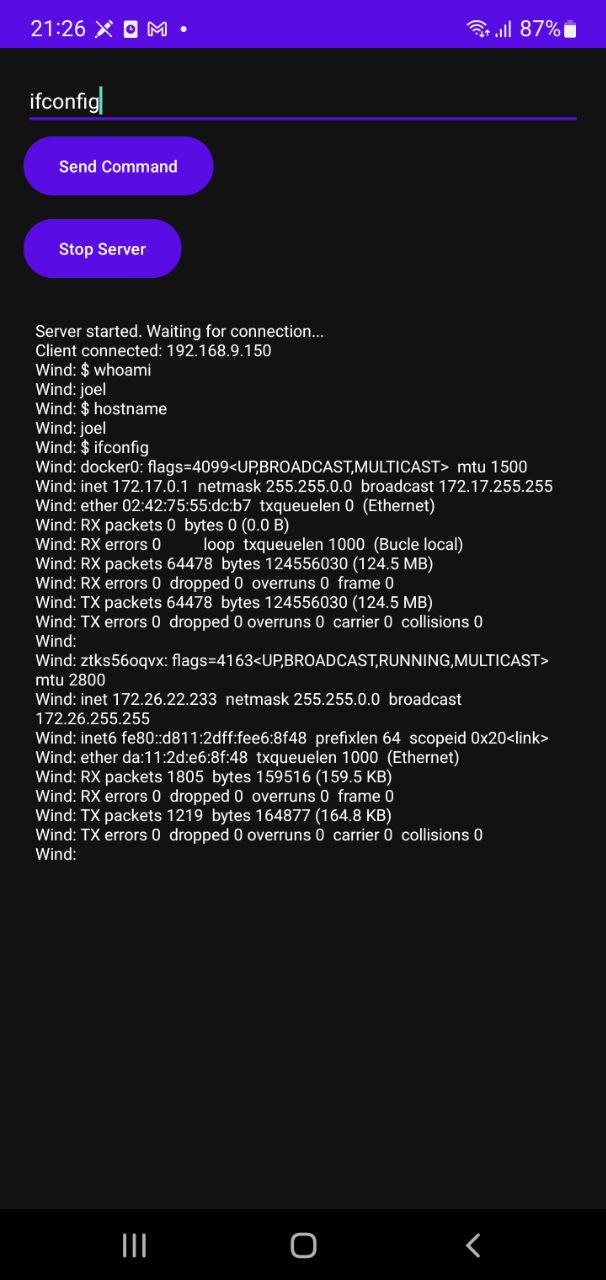 21:26 87%
ifconfig
Send Command
Stop Server
Server started. Waiting for connection...
Client connected: 192.168.9.150
Wind: $ whoami
Wind: joel
Wind: $ hostname
Wind: joel
Wind: $ ifconfig
Wind: docker0: flags=4099<UP,BROADCAST,MULTICAST>  mtu 1500
Wind: inet 172.17.0.1  netmask 255.255.0.0  broadcast 172.17.255.255
Wind: ether 02:42:75:55:dc:b7  txqueuelen 0  (Ethernet)
Wind: RX packets 0  bytes 0 (0.0 B)
Wind: RX errors 0         loop  txqueuelen 1000  (Bucle local)
Wind: RX packets 64478  bytes 124556030 (124.5 MB)
Wind: RX errors 0  dropped 0  overruns 0  frame 0
Wind: TX packets 64478  bytes 124556030 (124.5 MB)
Wind: TX errors 0  dropped 0 overruns 0  carrier 0  collisions 0
Wind:
Wind: ztks56oqvx: flags=4163<UP,BROADCAST,RUNNING,MULTICAST>
mtu 2800
Wind: inet 172.26.22.233  netmask 255.255.0.0  broadcast
172.26.255.255
Wind: inet6 fe80::d811:2dff:fee6:8f48  prefixlen 64  scopeid 0x20<link>
Wind: ether da:11:2d:e6:8f:48  txqueuelen 1000  (Ethernet)
Wind: RX packets 1805  bytes 159516 (159.5 KB)
Wind: RX errors 0  dropped 0  overruns 0  frame 0
Wind: TX packets 1219  bytes 164877 (164.8 KB)
Wind: TX errors 0  dropped 0 overruns 0  carrier 0  collisions 0
Wind: